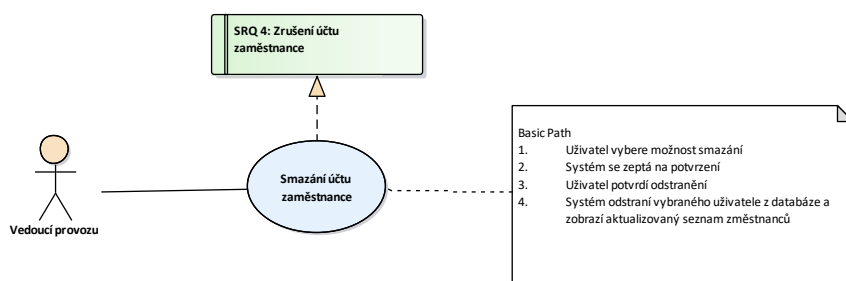 SRQ 4: Zrušení účtu
zaměstnance
Smazání účtu
zaměstnance
Vedoucí provozu
Basic Path
1. Uživatel vybere možnost smazání
2. Systém se zeptá na potvrzení
3. Uživatel potvrdí odstranění
4. Systém odstraní vybraného uživatele z databáze a
zobrazí aktualizovaný seznam změstnanců